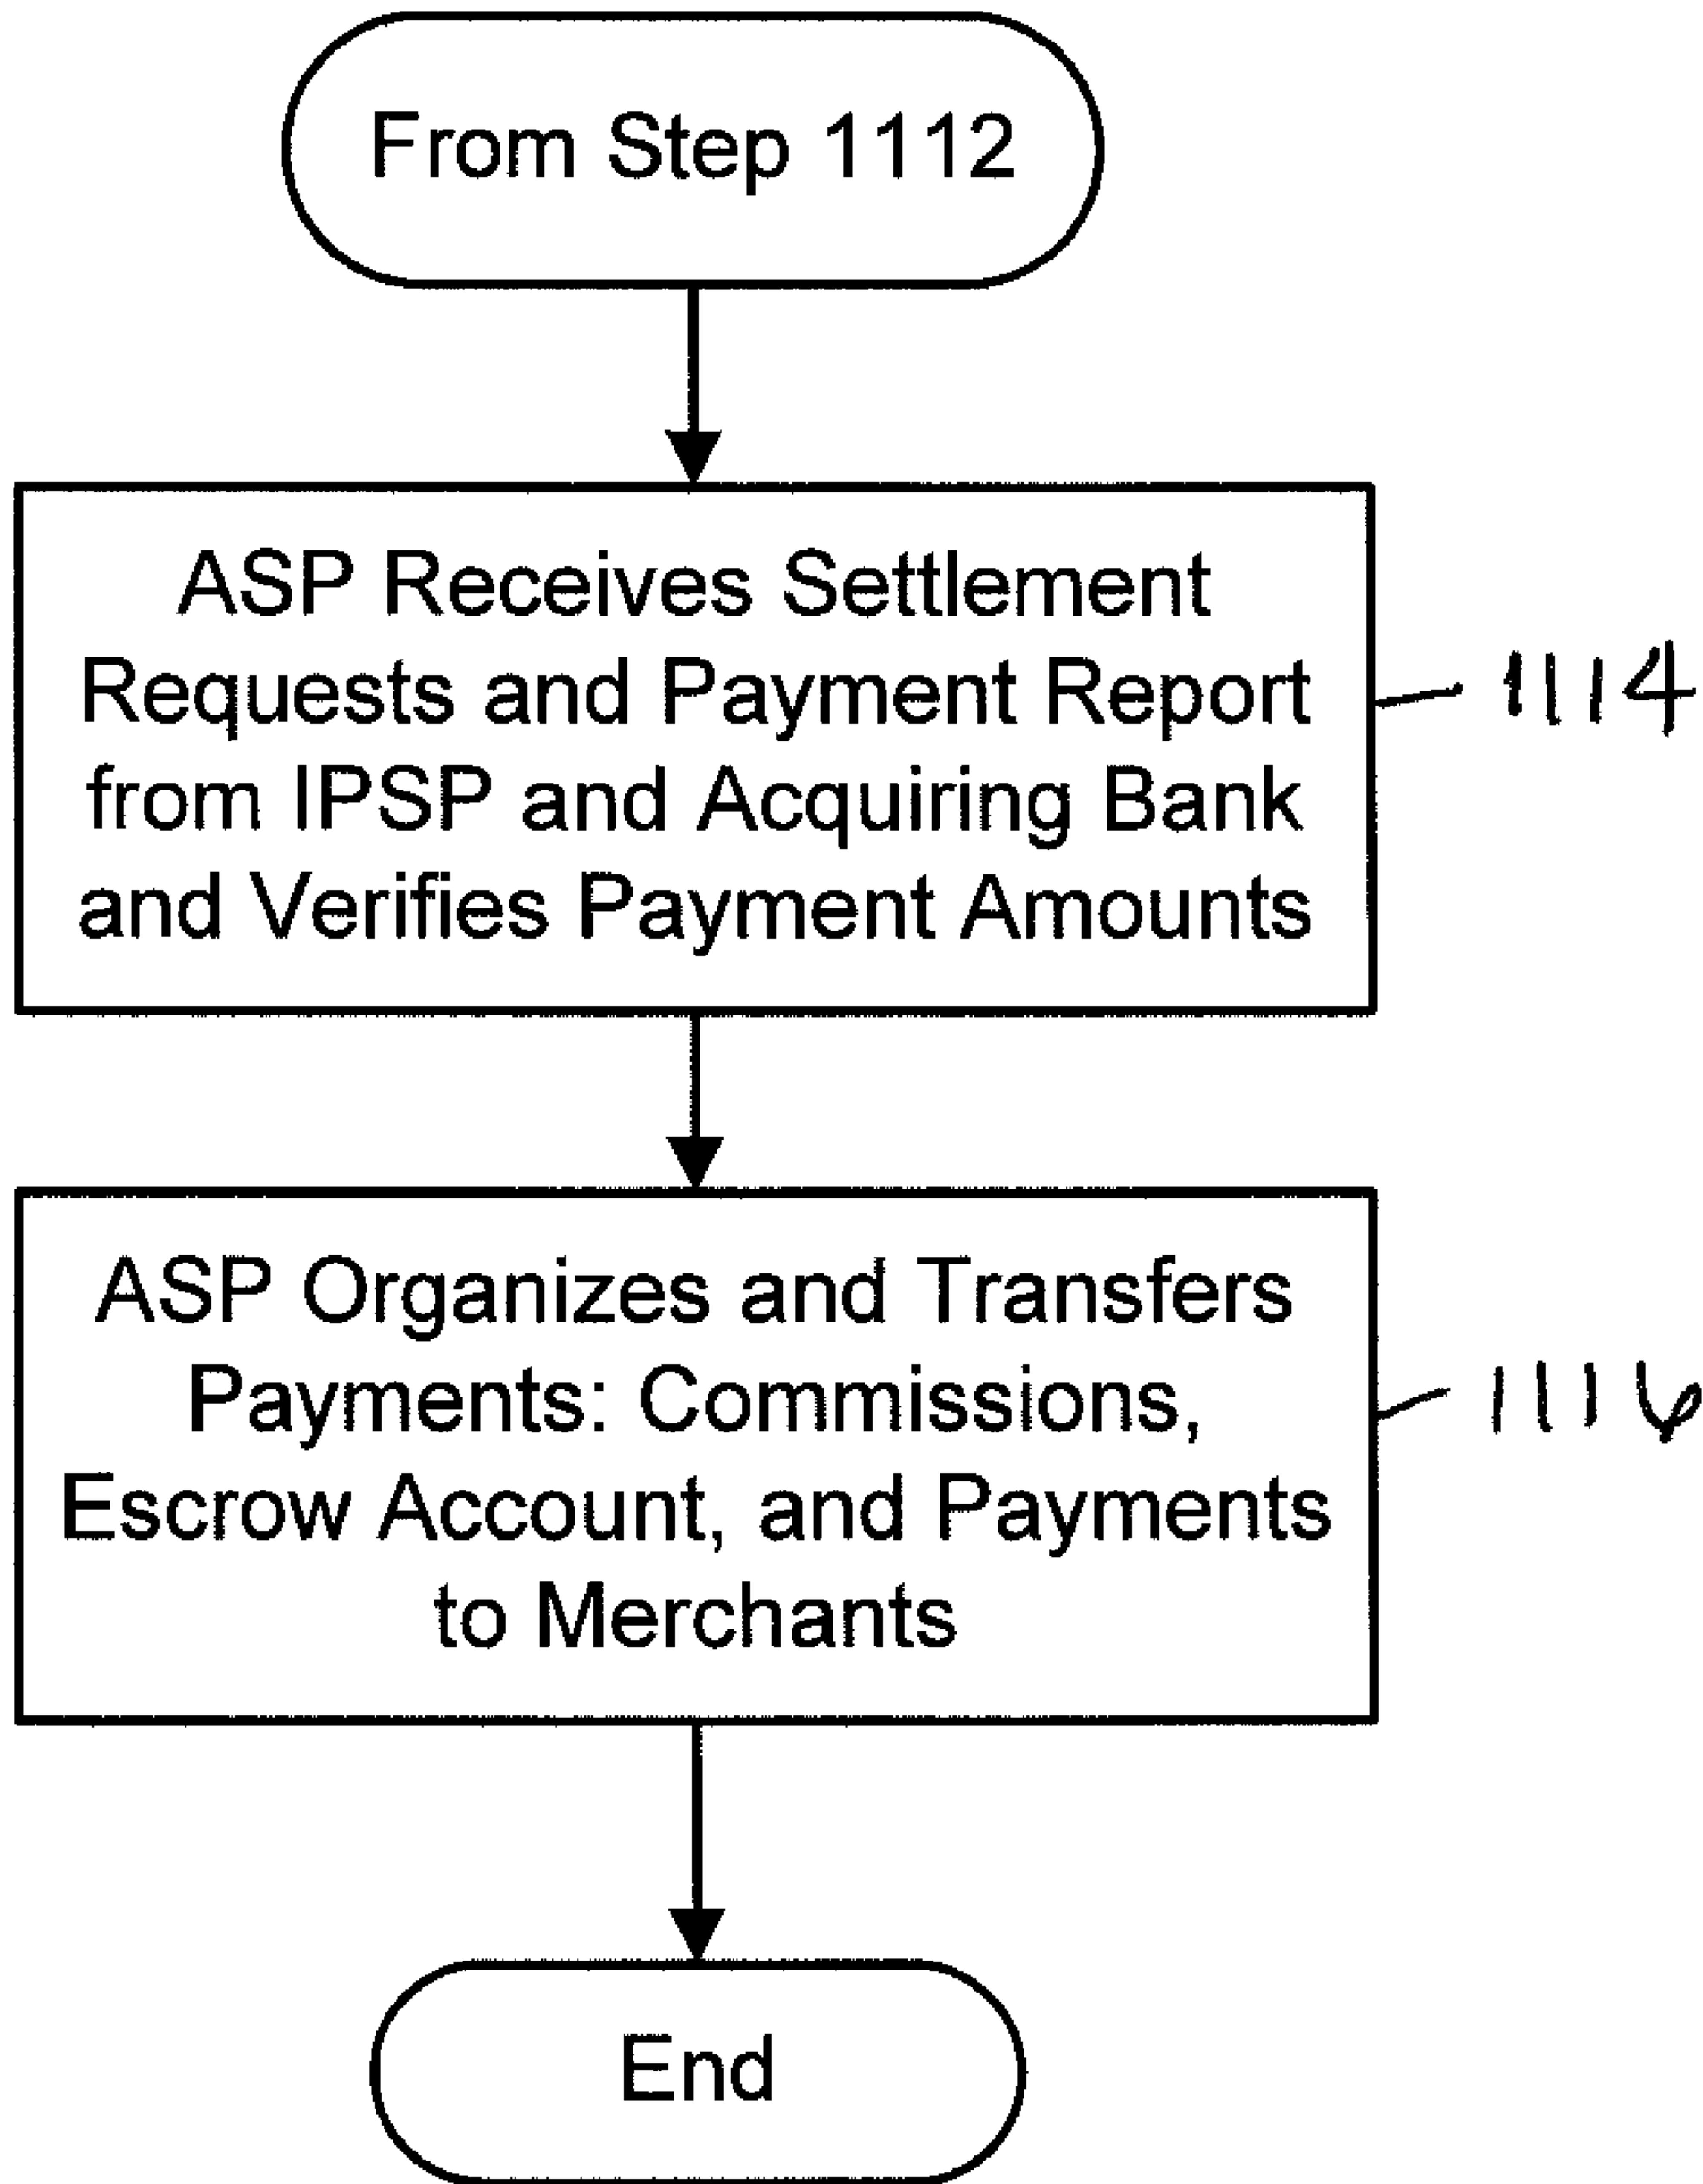 From Step 1112
ASP Receives Settlement
Requests and Payment Report
from IPSP and Acquiring Bank
and Verifies Payment Amounts
1114
ASP Organizes and Transfers
Payments: Commissions,
Escrow Account, and Payments
to Merchants
1116
End